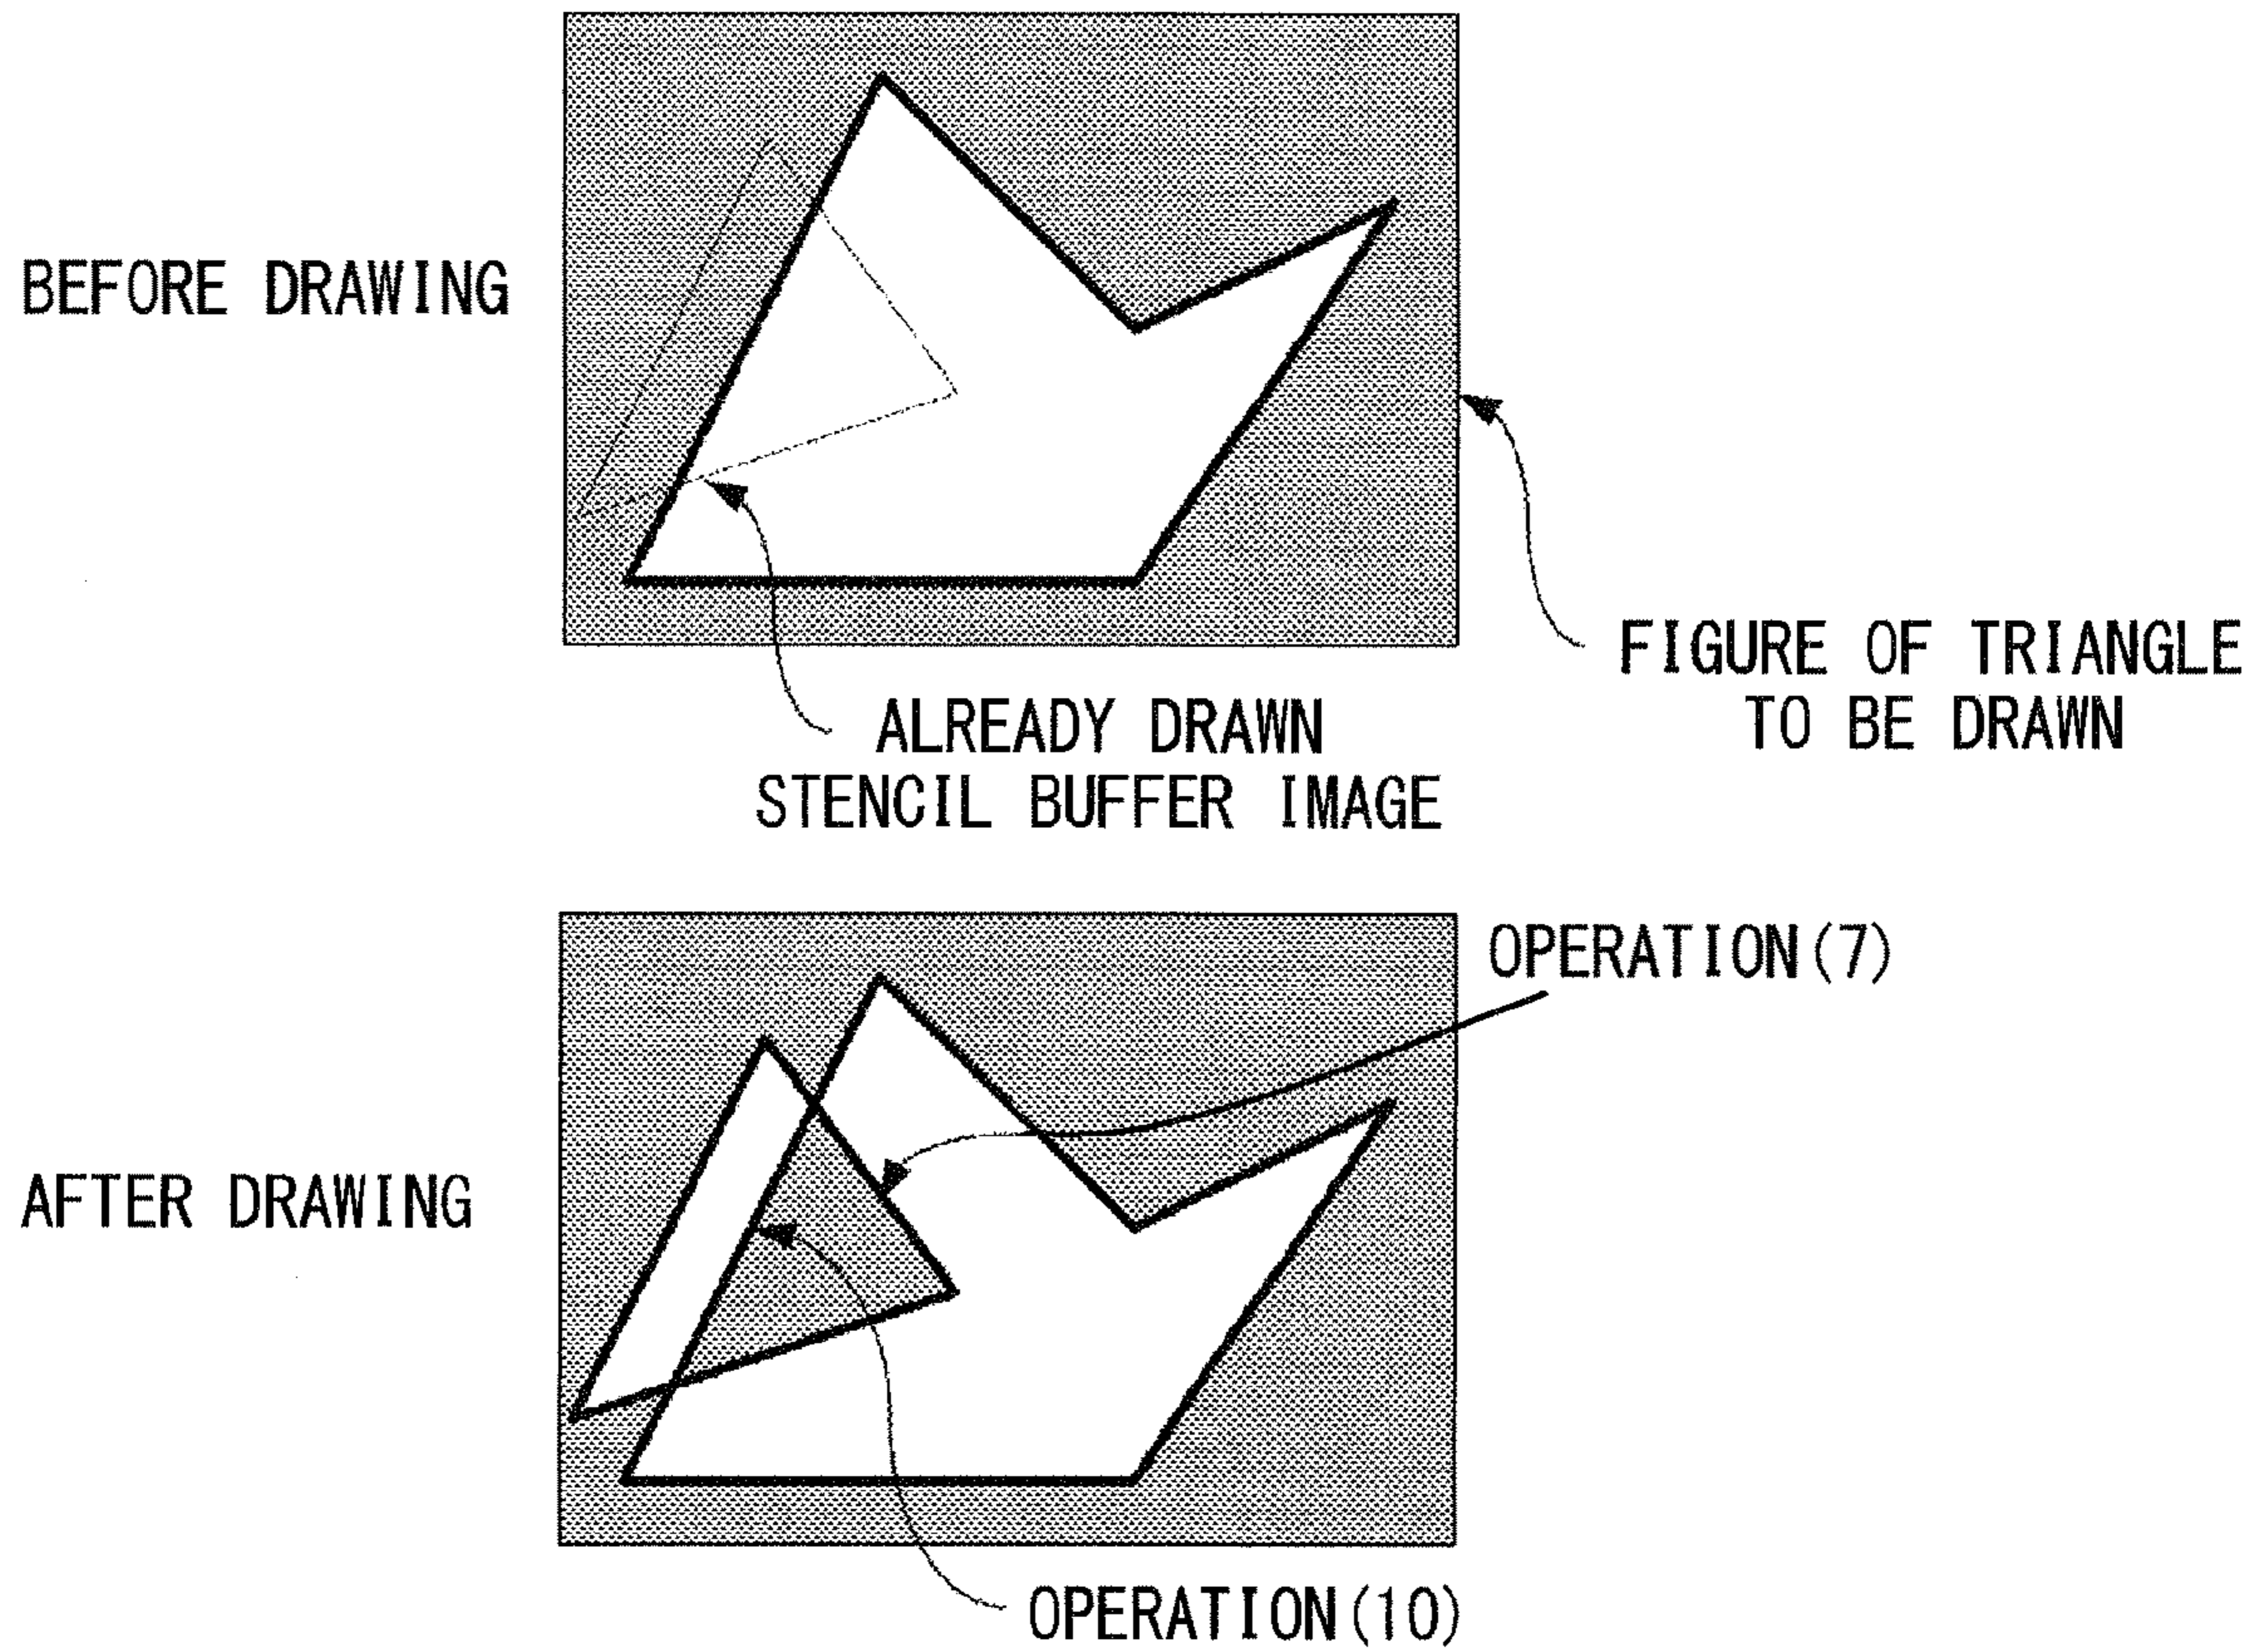 BEFORE DRAWING
FIGURE OF TRIANGLE
TO BE DRAWN
ALREADY DRAWN
STENCIL BUFFER IMAGE
OPERATION(7)
AFTER DRAWING
OPERATION(10)